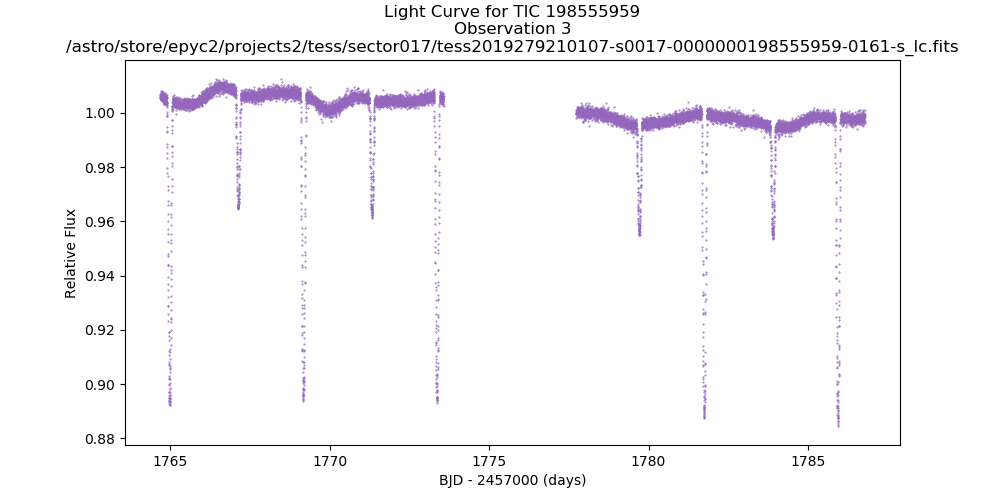 Light Curve for TIC 198555959
Observation 3
/astro/store/epyc2/projects2/tess/sector017/tess2019279210107-s0017-0000000198555959-0161-s_lc.fits
1.00
0.98
0.96
0.94
0.92
0.90
0.88
Relative Flux
1765
1770
1775
1780
1785
BJD - 2457000 (days)